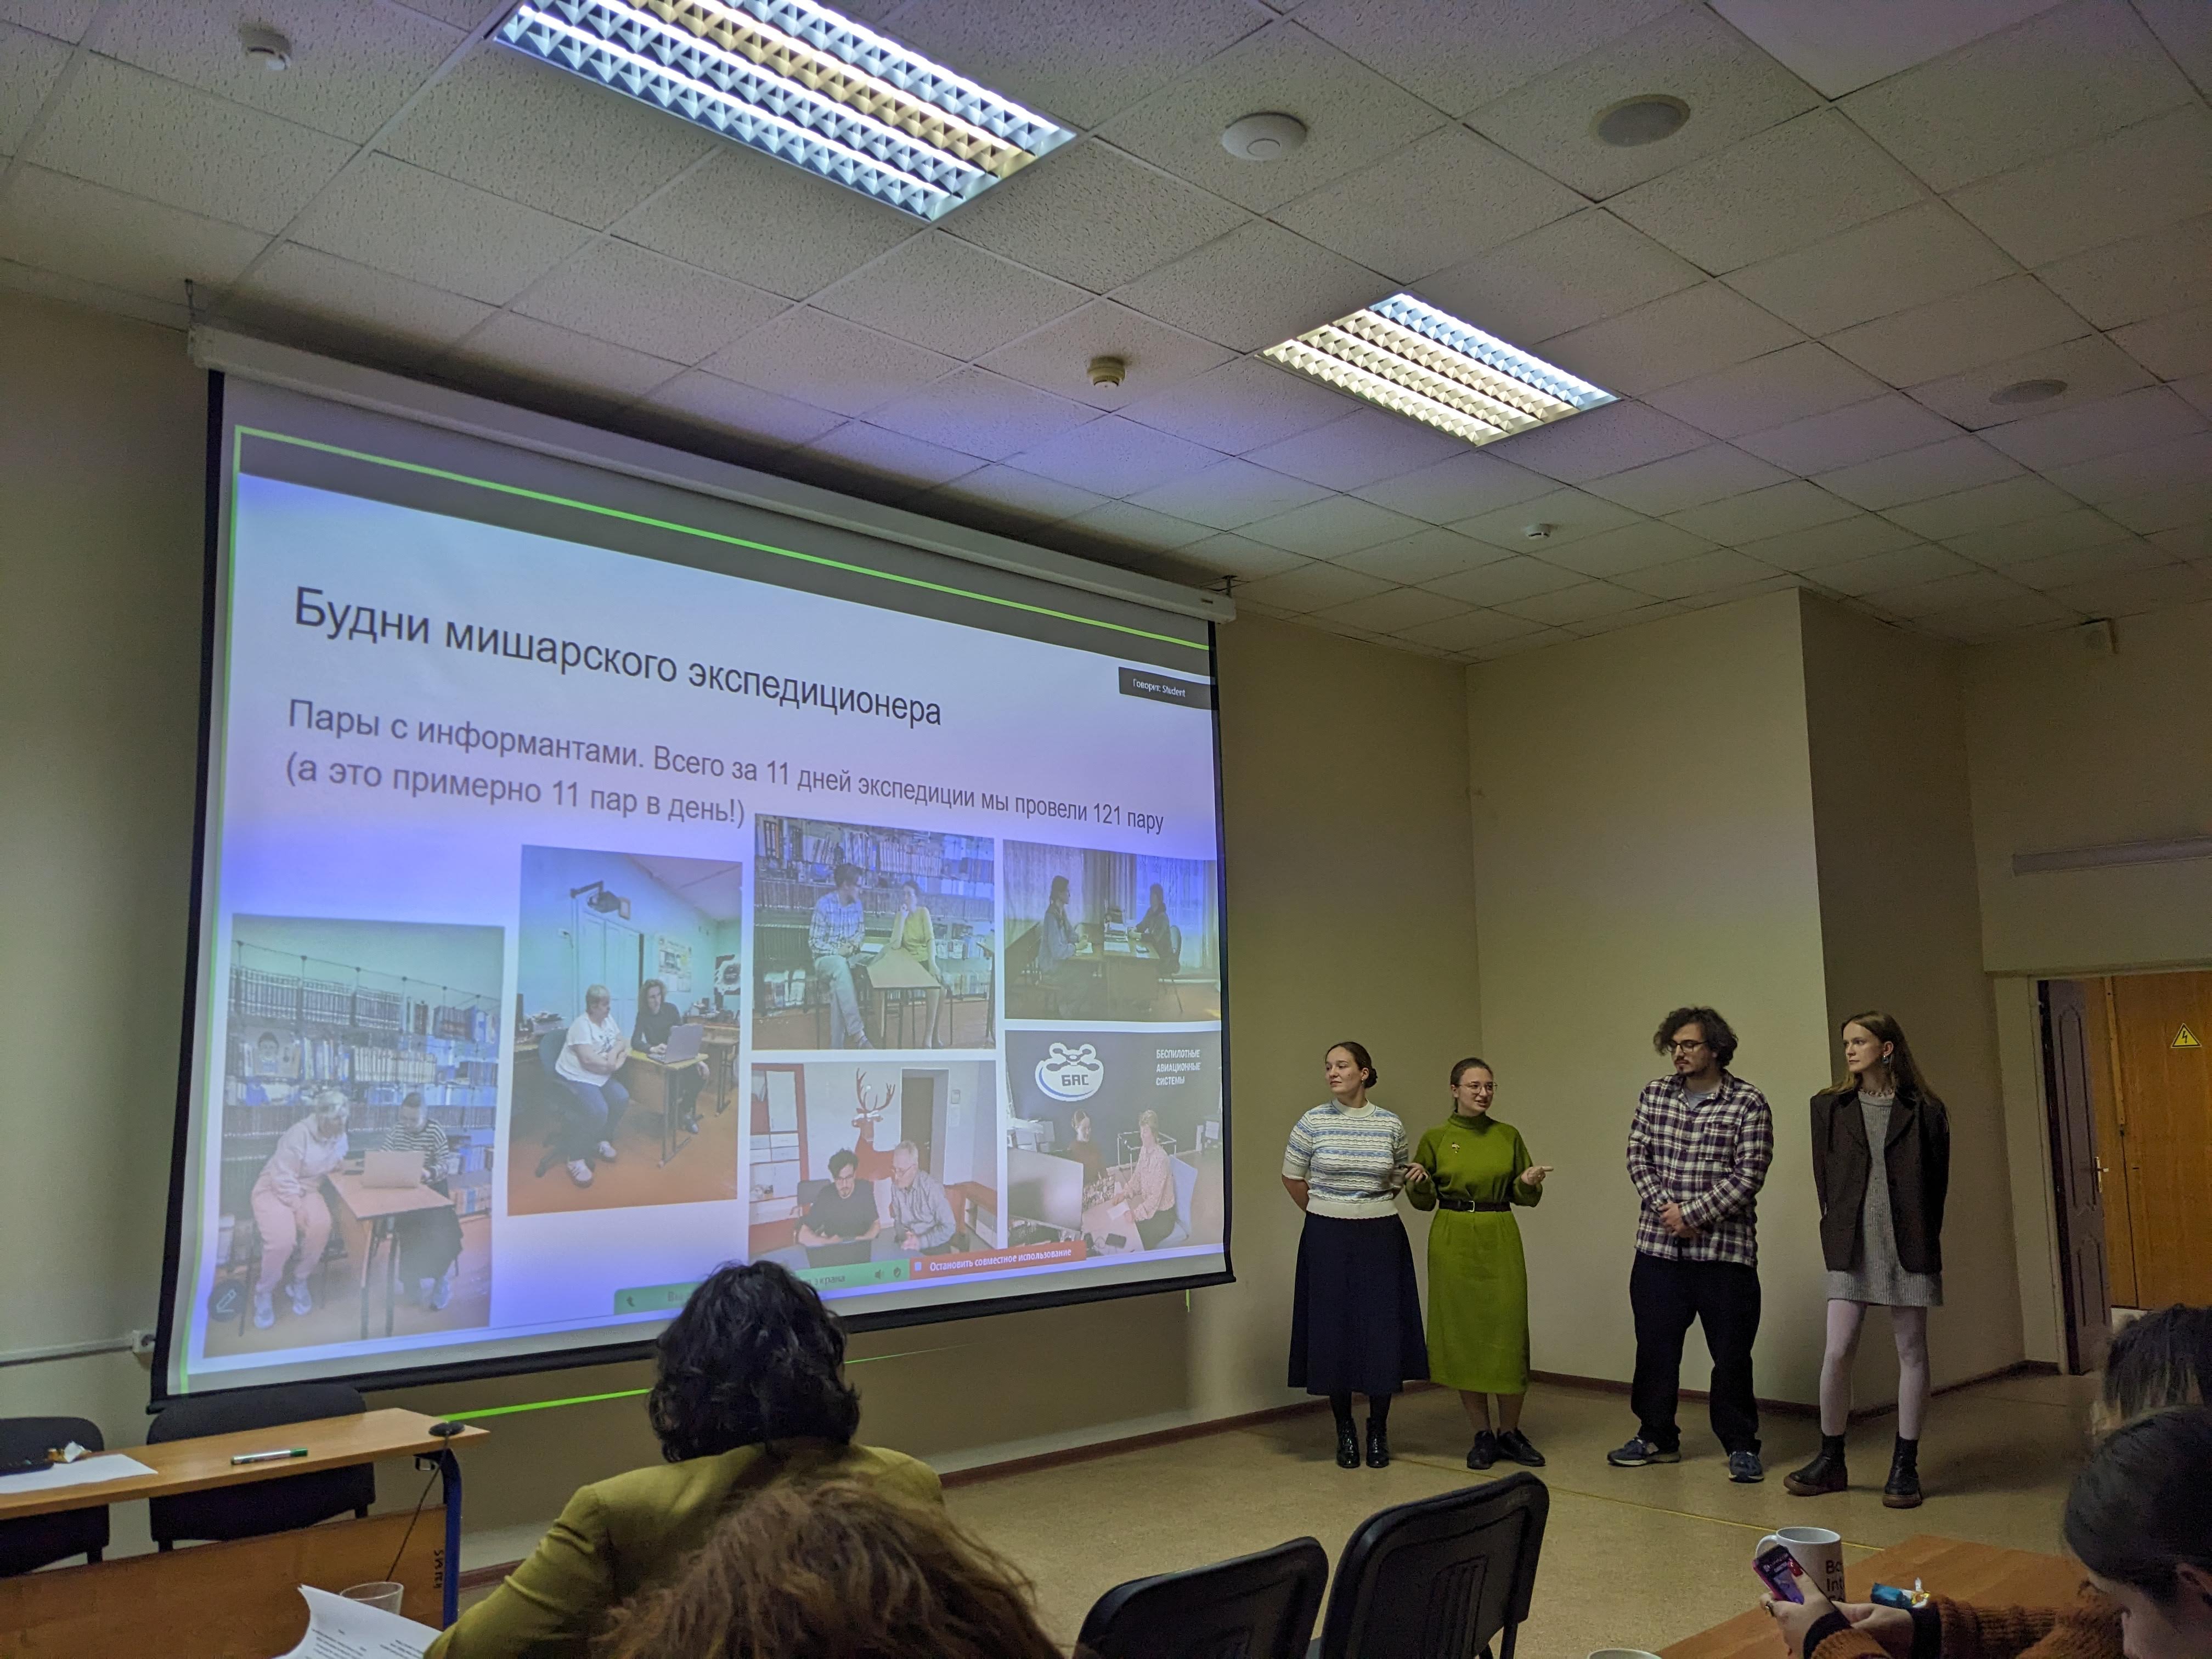 Будни мишарского экспедиционера
Говорит: Student
Пары с информантами. Всего за 11 дней экспедиции мы провели 121 пару
(а это примерно 11 пар в день!)
БАС
БЕСПИЛОТНЫЕ
АВИАЦИОННЫЕ
СИСТЕМЫ
Остановить совместное использование